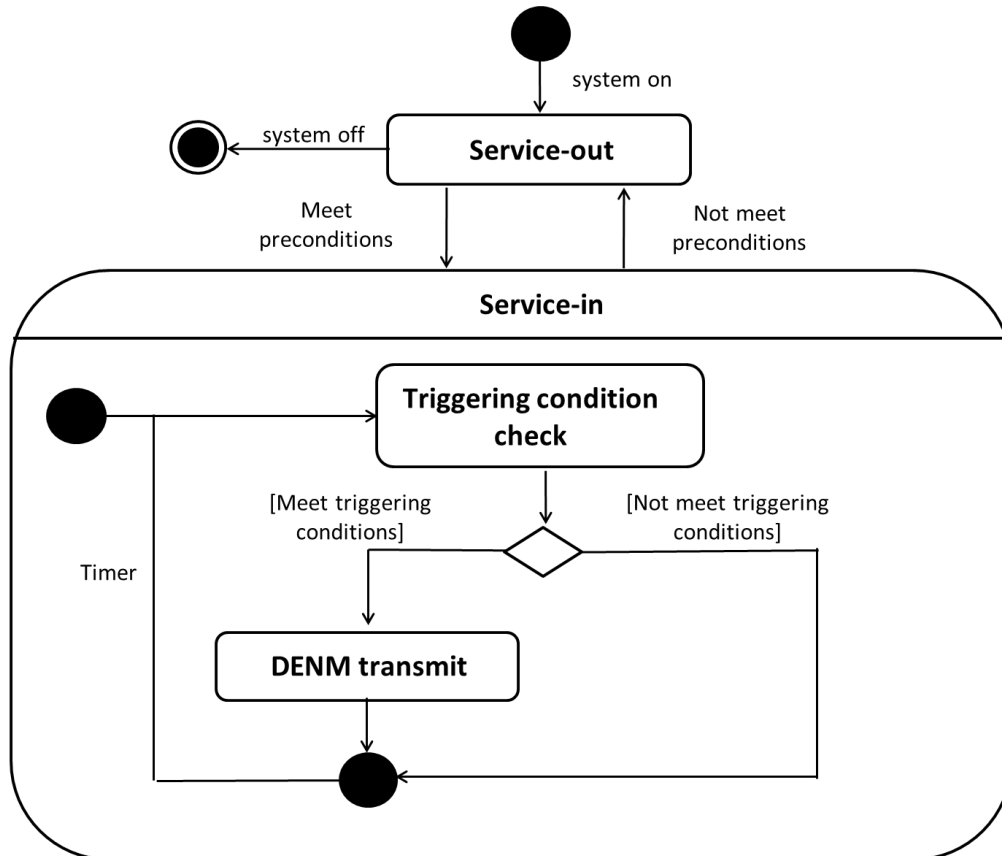 system on
system off
Service-out
Meet
preconditions
Not meet
preconditions
Service-in
Triggering condition
check
[Meet triggering
conditions]
[Not meet triggering
conditions]
Timer
DENM transmit